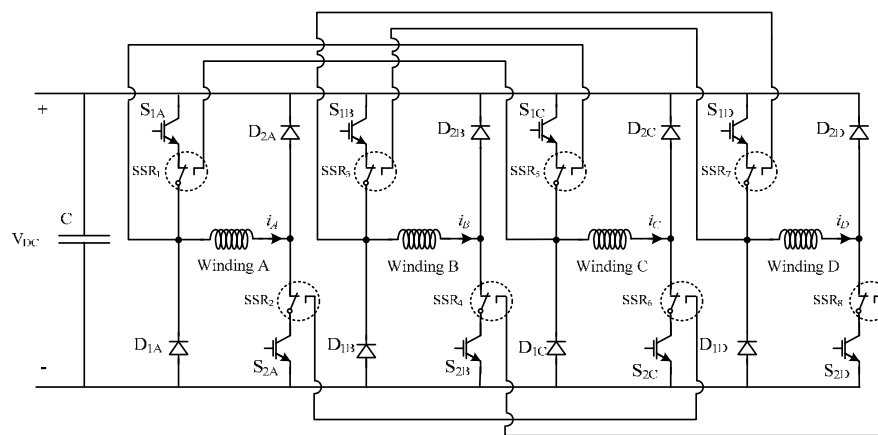 +
S1A
D2A
S1B
D2B
S1C
D2C
S1D
D2D
SSR1
SSR3
SSR5
SSR7
C
VDC
iA
iB
iC
iD
Winding A
Winding B
Winding C
Winding D
SSR2
SSR4
SSR6
SSR8
D1A
D1B
D1C
D1D
S2A
S2B
S2C
S2D
-